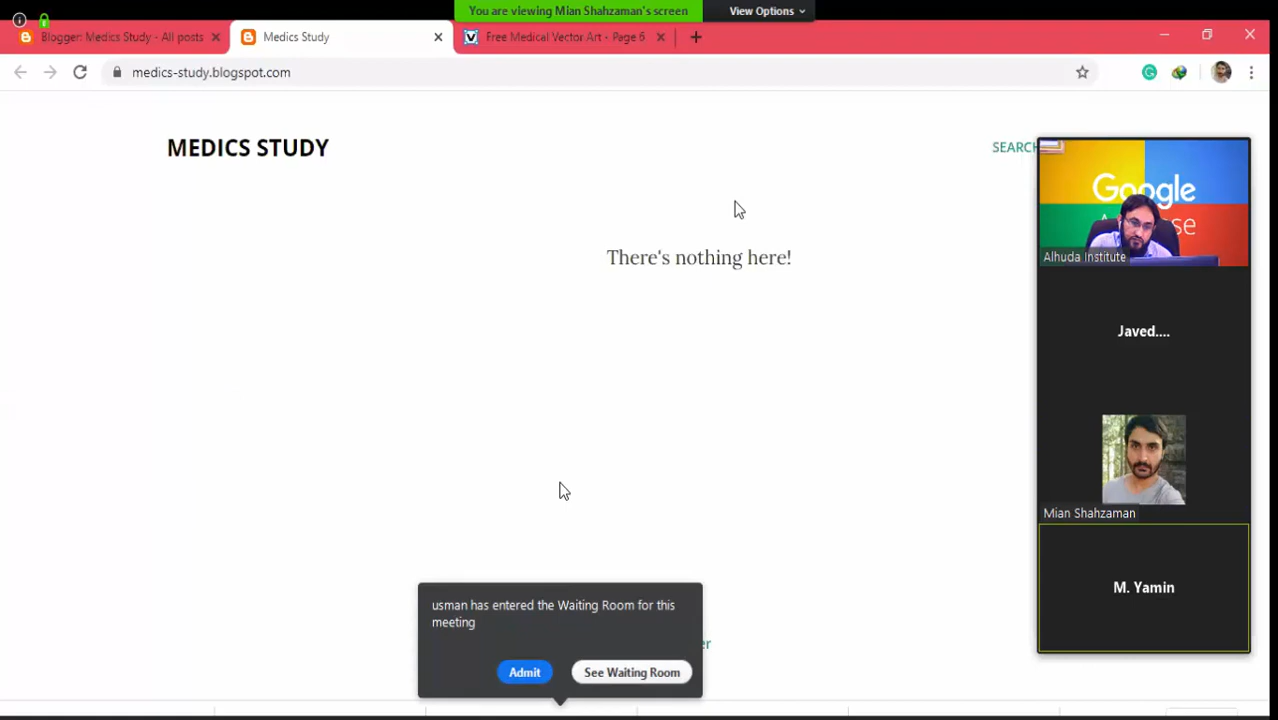 You are viewing Mian Shahzaman's screen
View Options
Blogger: Medics Study - All posts
Medics Study
Free Medical Vector Art - Page 6
medics-study.blogspot.com
MEDICS STUDY
SEARCH
There's nothing here!
Google
Alhuda Institute
Javed....
Mian Shahzaman
M. Yamin
usman has entered the Waiting Room for this
meeting
Admit
See Waiting Room